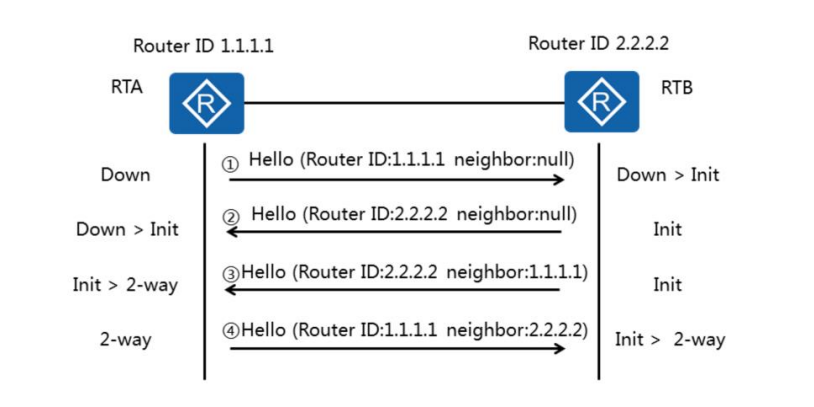 Router ID 1.1.1.1
Router ID 2.2.2.2
RTA
R
R
RTB
Down
① Hello (Router ID:1.1.1.1 neighbor:null)
Down > Init
Down > Init
② Hello (Router ID:2.2.2.2 neighbor:null)
Init
Init > 2-way
③Hello (Router ID:2.2.2.2 neighbor:1.1.1.1)
Init
2-way
④Hello (Router ID:1.1.1.1 neighbor:2.2.2.2)
Init > 2-way